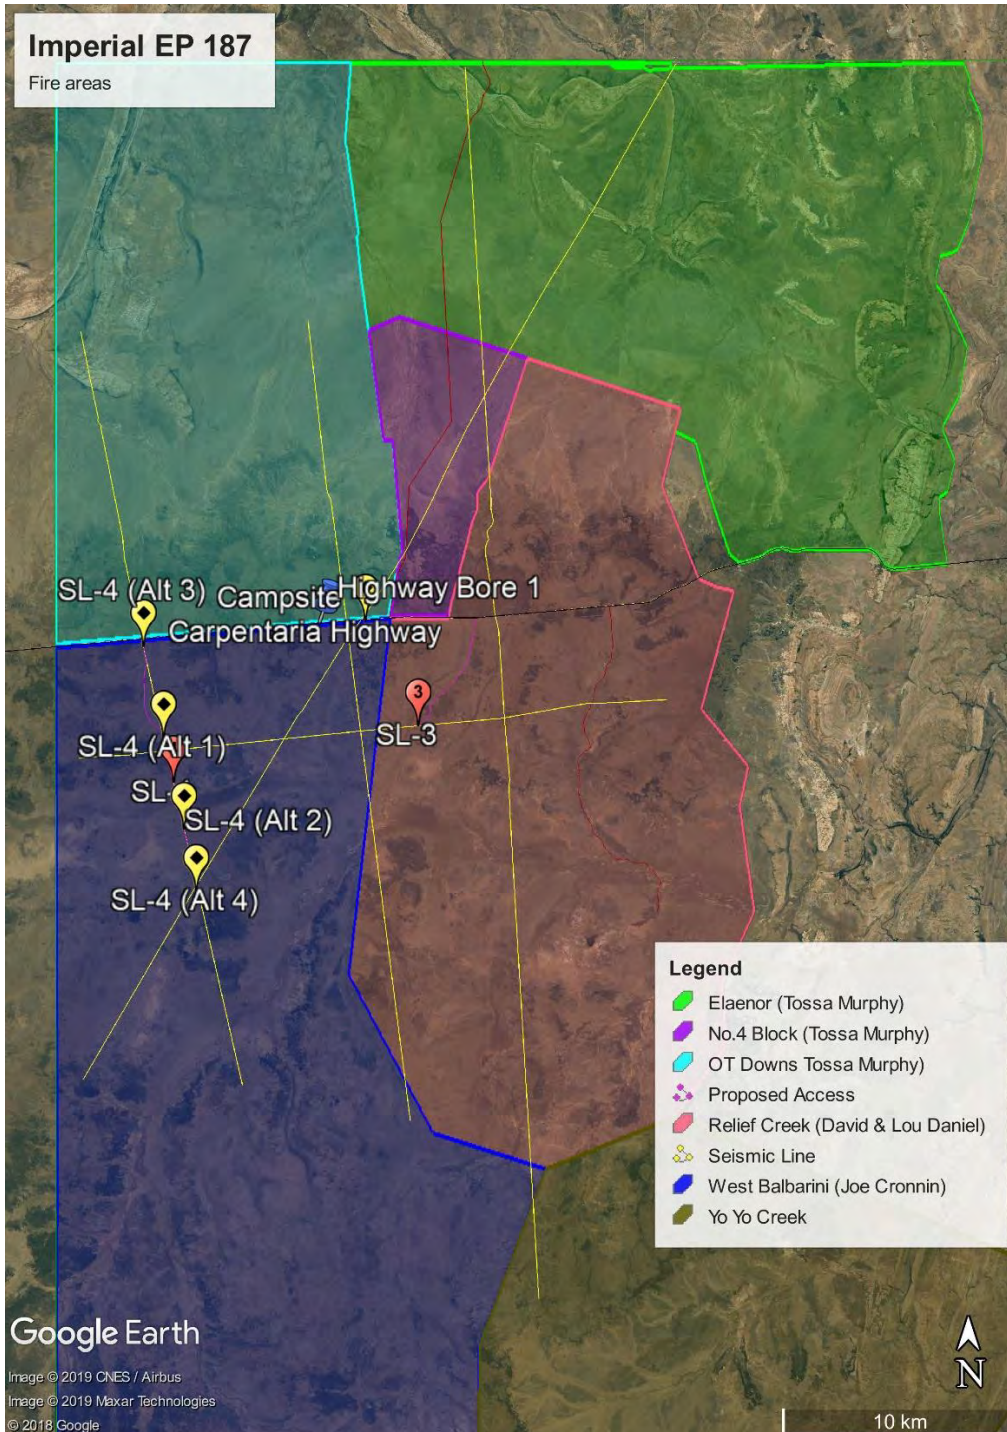 Imperial EP 187
Fire areas
SL-4 (Alt 3)
Campsite
Highway Bore 1
Carpentaria Highway
3
SL-3
SL-4 (Alt 1)
SL-
SL-4 (Alt 2)
SL-4 (Alt 4)
Legend
Elaenor (Tossa Murphy)
No.4 Block (Tossa Murphy)
OT Downs Tossa Murphy)
Proposed Access
Relief Creek (David & Lou Daniel)
Seismic Line
West Balbarini (Joe Cronnin)
Yo Yo Creek
Google Earth
Image © 2019 CNES / Airbus
Image © 2019 Maxar Technologies
© 2018 Google
N
10 km